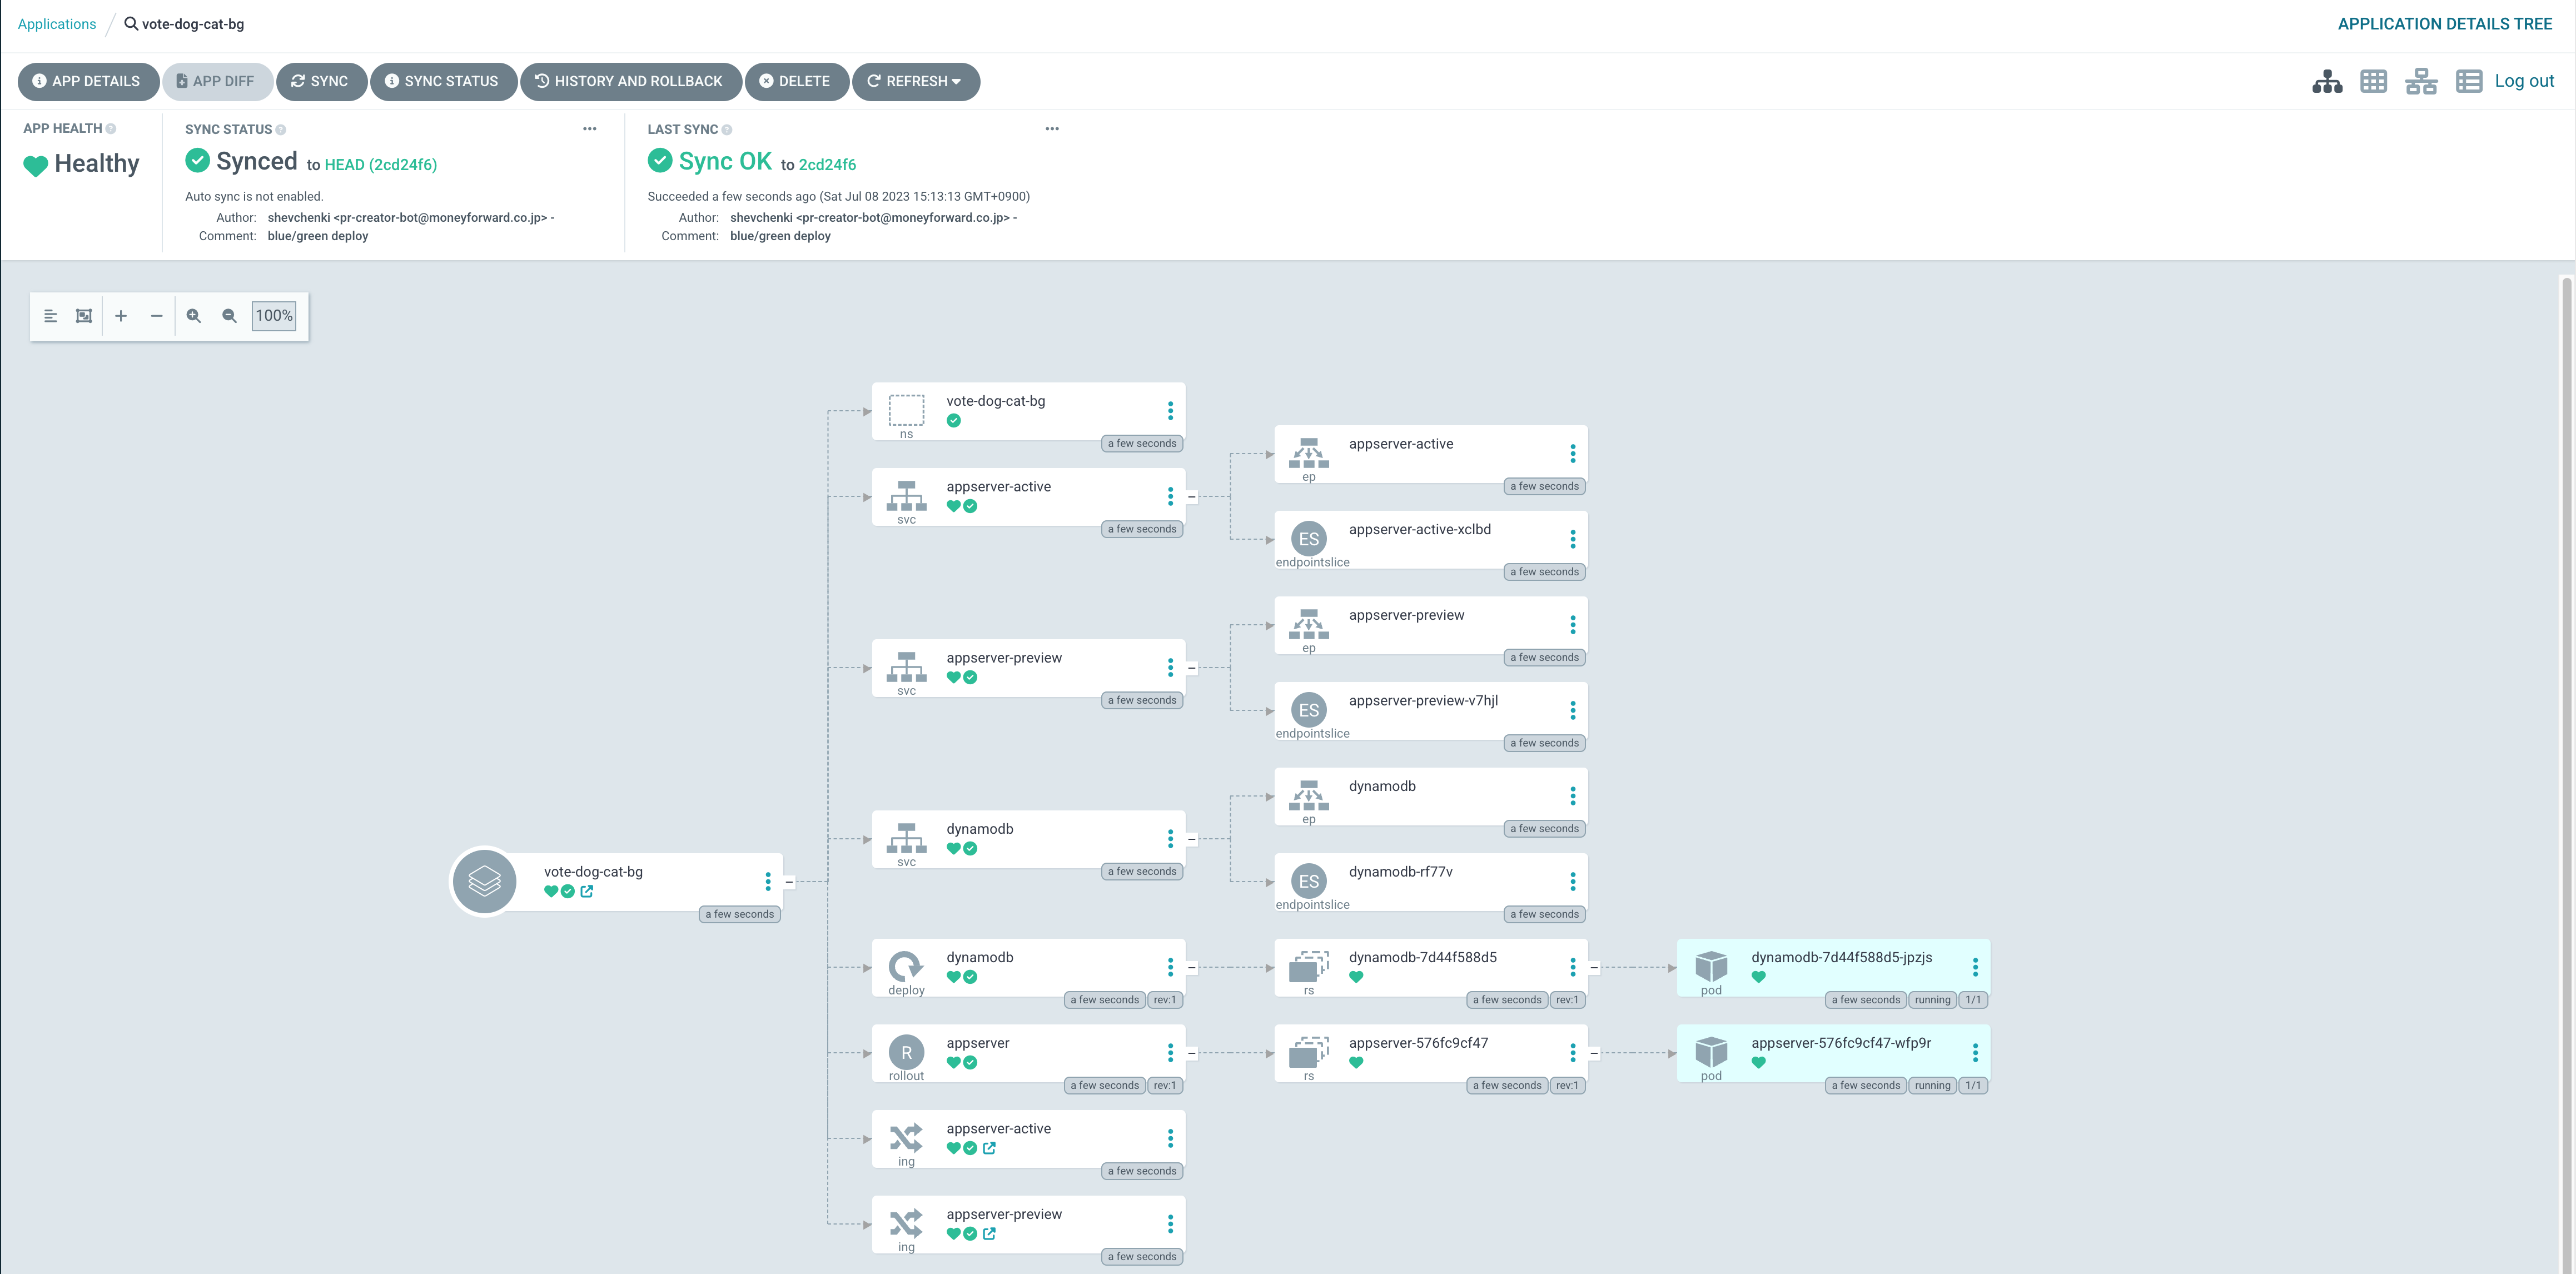 Applications / vote-dog-cat-bg
APPLICATION DETAILS TREE
APP DETAILS
APP DIFF
SYNC
SYNC STATUS
HISTORY AND ROLLBACK
DELETE
REFRESH
Log out
APP HEALTH
Healthy
SYNC STATUS
Synced to HEAD (2cd24f6)
Auto sync is not enabled.
Author: shevchenki <pr-creator-bot@moneyforward.co.jp> -
Comment: blue/green deploy
LAST SYNC
Sync OK to 2cd24f6
Succeeded a few seconds ago (Sat Jul 08 2023 15:13:13 GMT+0900)
Author: shevchenki <pr-creator-bot@moneyforward.co.jp> -
Comment: blue/green deploy
100%
vote-dog-cat-bg
a few seconds
vote-dog-cat-bg
ns
a few seconds
appserver-active
svc
a few seconds
appserver-active
ep
a few seconds
appserver-active-xclbd
ES
endpointslice
a few seconds
appserver-preview
svc
a few seconds
appserver-preview
ep
a few seconds
appserver-preview-v7hjl
ES
endpointslice
a few seconds
dynamodb
svc
a few seconds
dynamodb
ep
a few seconds
dynamodb-rf77v
ES
endpointslice
a few seconds
dynamodb
deploy
a few seconds rev:1
dynamodb-7d44f588d5
rs
a few seconds rev:1
dynamodb-7d44f588d5-jpzjs
pod
a few seconds running 1/1
appserver
R
rollout
a few seconds rev:1
appserver-576fc9cf47
rs
a few seconds rev:1
appserver-576fc9cf47-wfp9r
pod
a few seconds running 1/1
appserver-active
ing
a few seconds
appserver-preview
ing
a few seconds